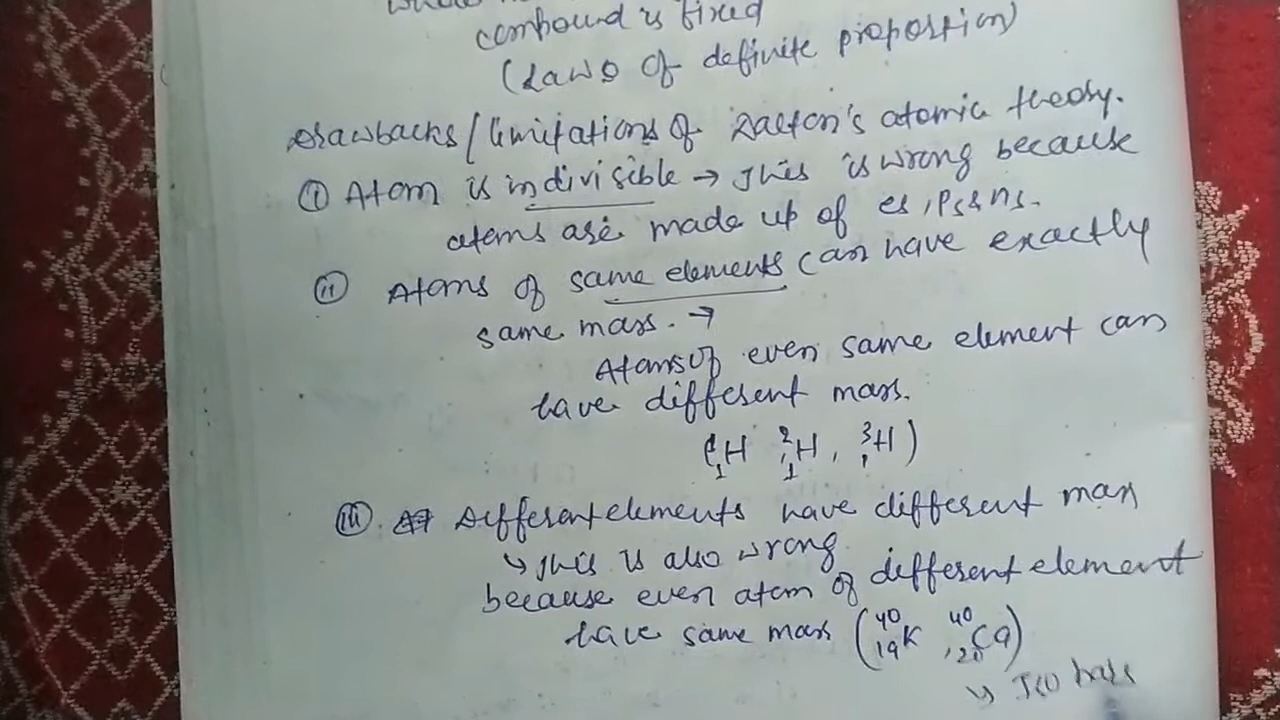 compound is fixed
(Laws of definite proportion)
Drawbacks/limitations of Dalton's atomic theory.
(i) Atom is indivisible → This is wrong because
atoms are made up of es, Ps & ns.
(ii) Atoms of same elements can have exactly
same mass. →
Atoms of even same element can
have different mass.
(¹₁H ²₁H, ³₁H)
(iii) Different elements have different mass
↳ This is also wrong
because even atom of different element
have same mass (⁴⁰₁₉K, ⁴⁰₂₀Ca)
↳